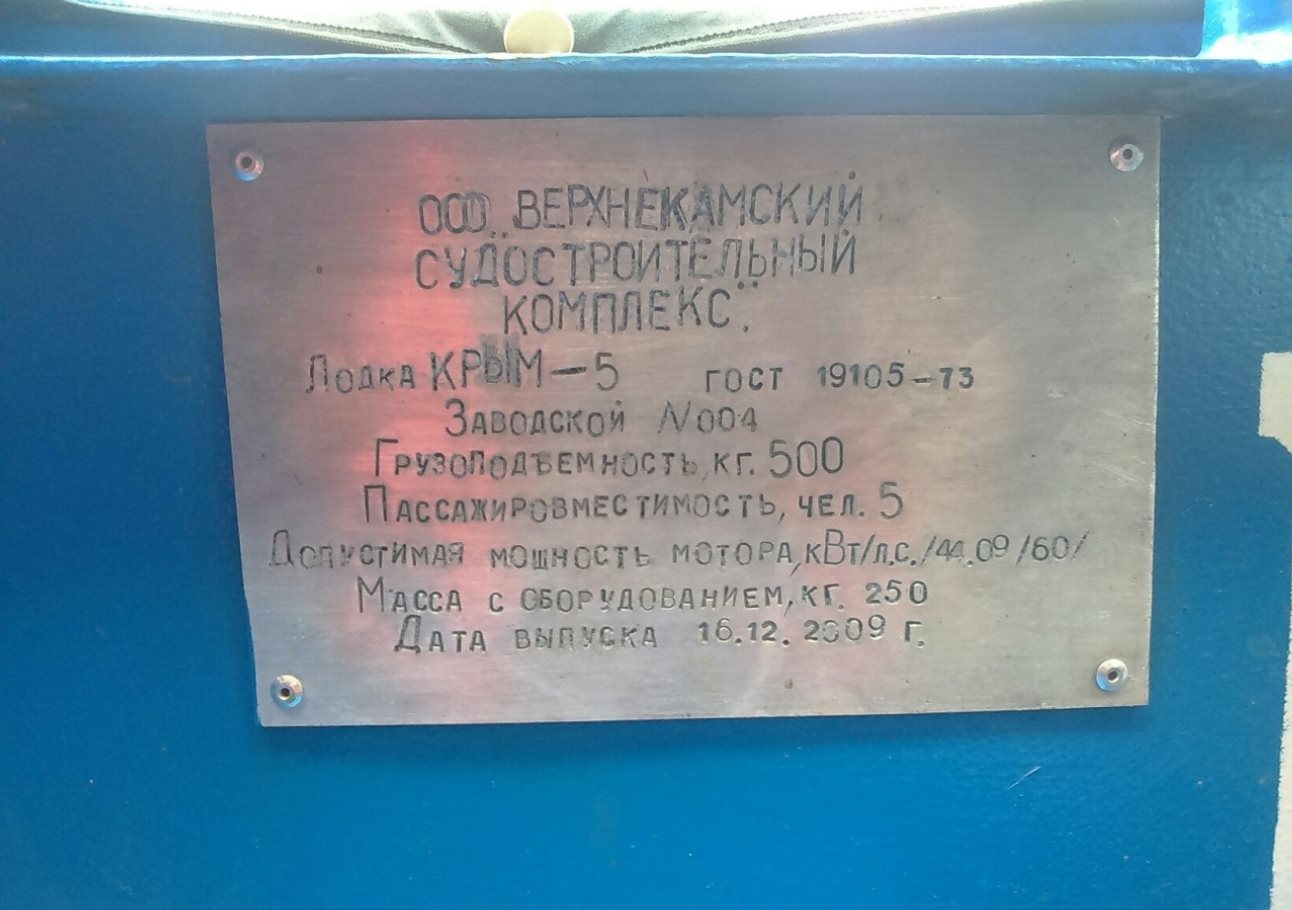 ООО „ВЕРХНЕКАМСКИЙ
СУДОСТРОИТЕЛЬНЫЙ
КОМПЛЕКС".
Лодка КРЫМ-5 ГОСТ 19105-73
Заводской N004
Грузоподъемность, кг. 500
Пассажировместимость, чел. 5
Допустимая мощность мотора, кВт/л.с./44.09/60/
Масса с оборудованием, кг. 250
Дата выпуска 16.12.2009 г.